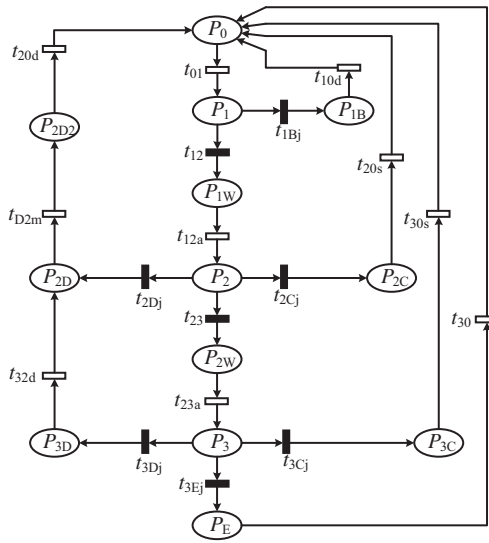 P0
t20d
t01
t10d
P1
P1B
t1Bj
P2D2
t12
t20s
P1W
tD2m
t30s
t12a
P2D
P2
P2C
t2Dj
t2Cj
t23
t30
P2W
t32d
t23a
P3D
P3
P3C
t3Dj
t3Cj
t3Ej
PE